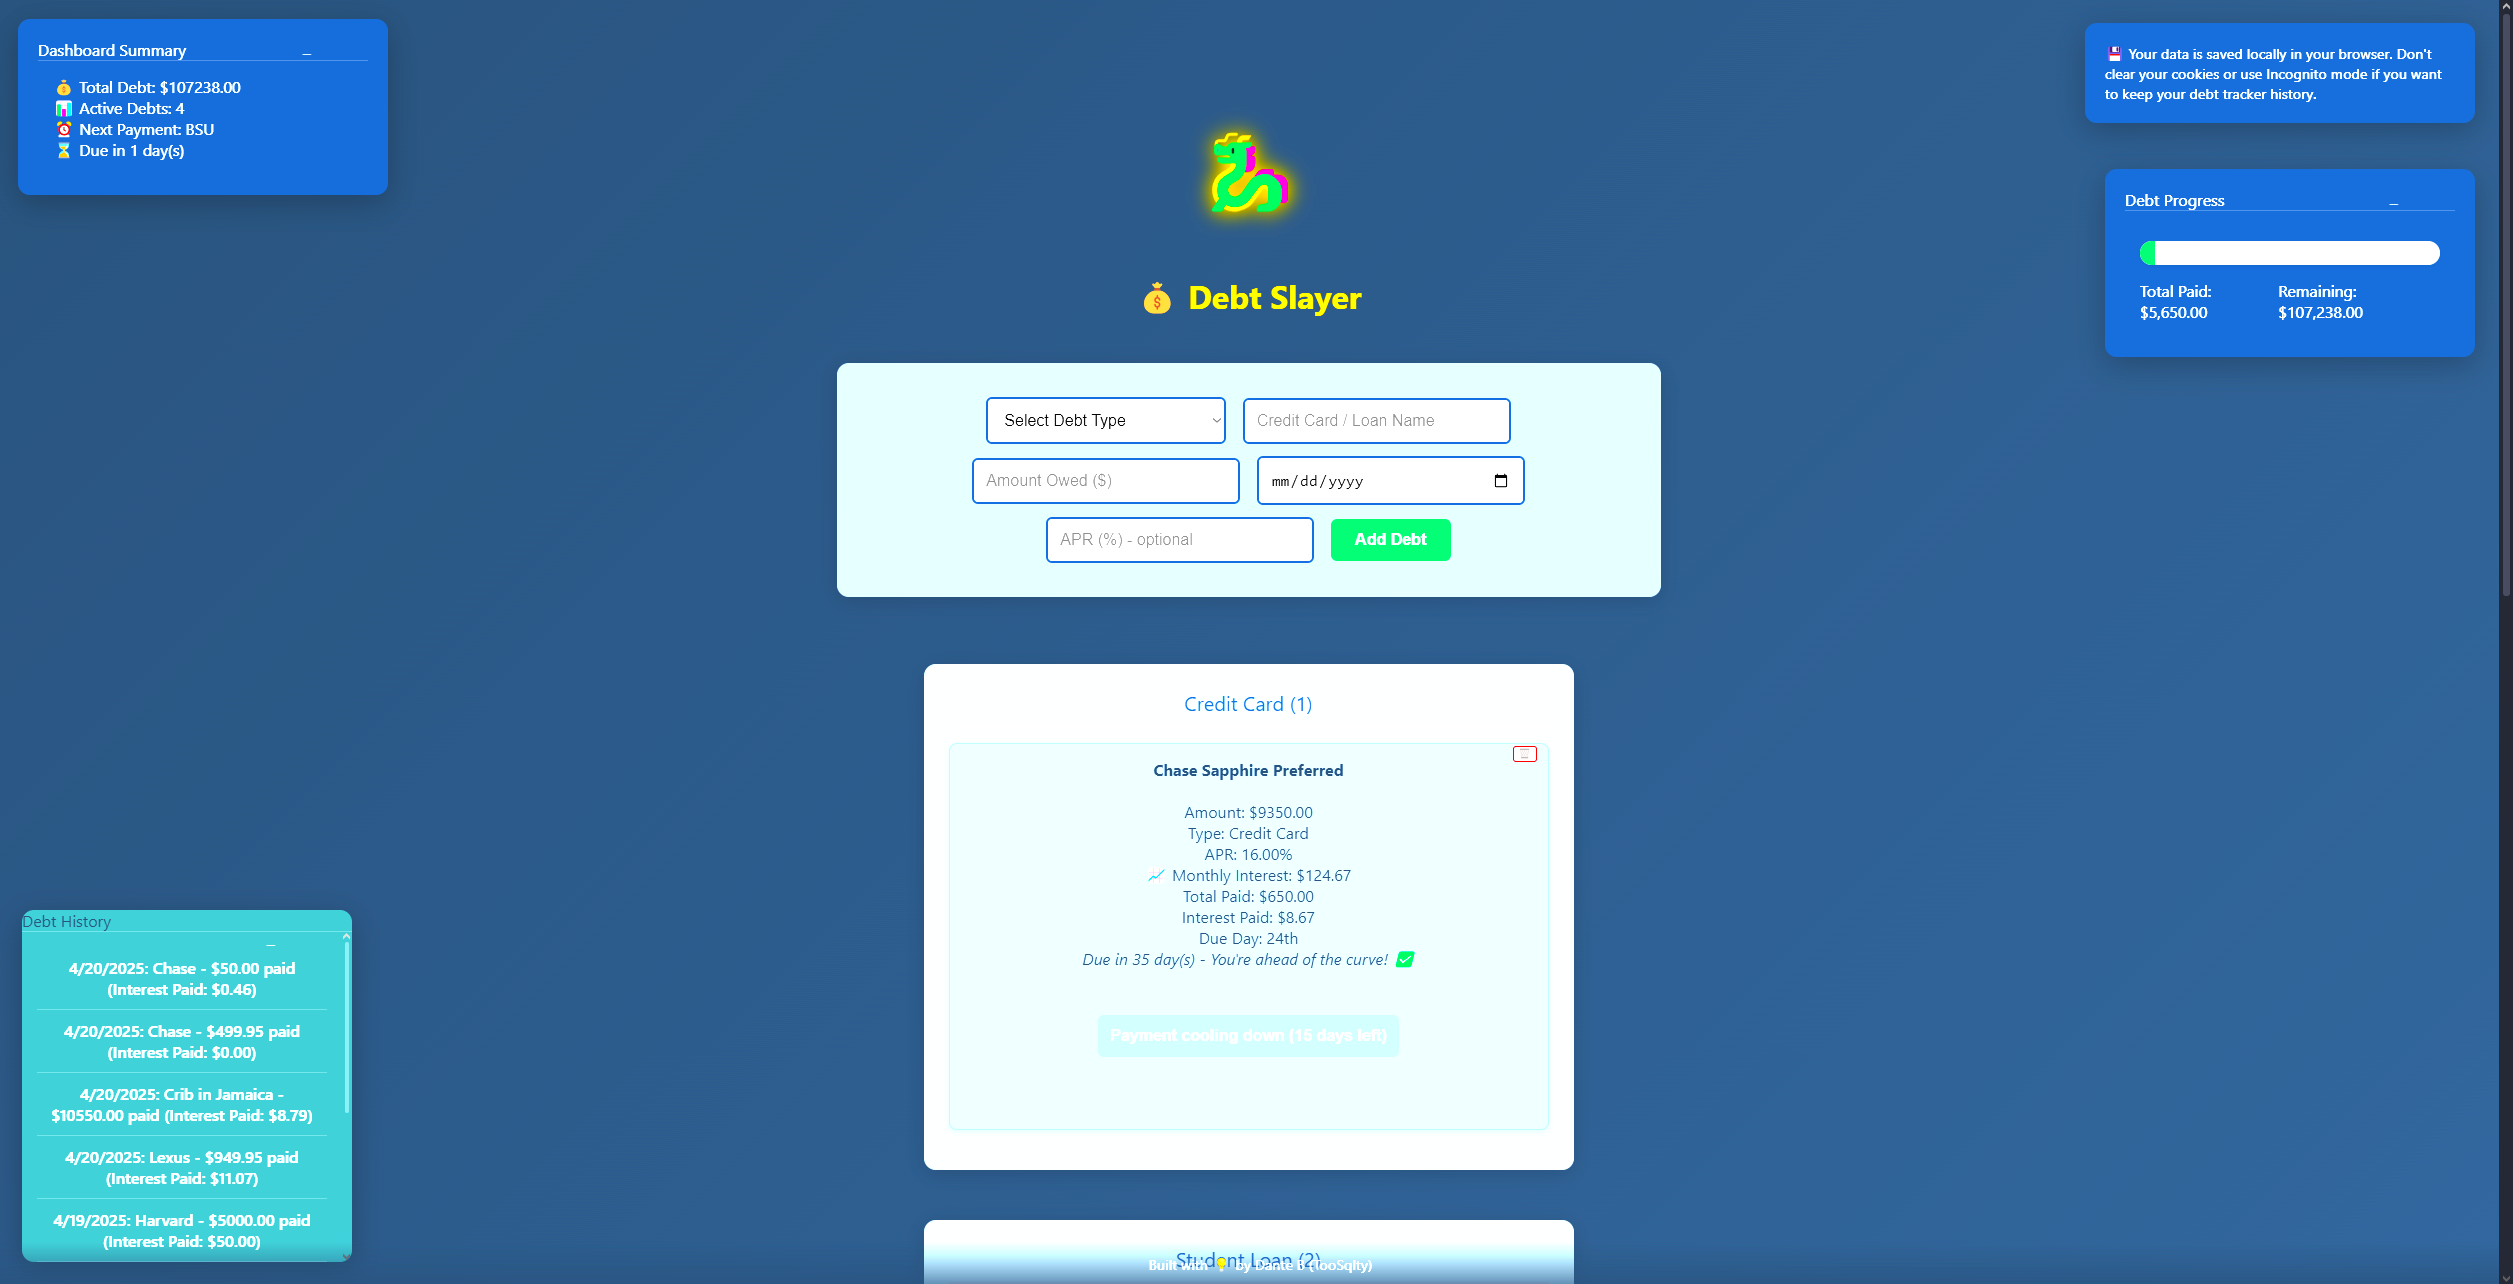 Dashboard Summary
_
💰 Total Debt: $107238.00
📊 Active Debts: 4
⏰ Next Payment: BSU
⏳ Due in 1 day(s)
💾 Your data is saved locally in your browser. Don't
clear your cookies or use Incognito mode if you want
to keep your debt tracker history.
Debt Progress
_
Total Paid:
$5,650.00
Remaining:
$107,238.00
💰 Debt Slayer
Select Debt Type
Credit Card / Loan Name
Amount Owed ($)
mm/dd/yyyy
APR (%) - optional
Add Debt
Credit Card (1)
Chase Sapphire Preferred
Amount: $9350.00
Type: Credit Card
APR: 16.00%
📈 Monthly Interest: $124.67
Total Paid: $650.00
Interest Paid: $8.67
Due Day: 24th
Due in 35 day(s) - You're ahead of the curve! ✅
Payment cooling down (15 days left)
Debt History
_
4/20/2025: Chase - $50.00 paid
(Interest Paid: $0.46)
4/20/2025: Chase - $499.95 paid
(Interest Paid: $0.00)
4/20/2025: Crib in Jamaica -
$10550.00 paid (Interest Paid: $8.79)
4/20/2025: Lexus - $949.95 paid
(Interest Paid: $11.07)
4/19/2025: Harvard - $5000.00 paid
(Interest Paid: $50.00)
Student Loan (2)
Built with 💡 by Dante B (TooSqlty)